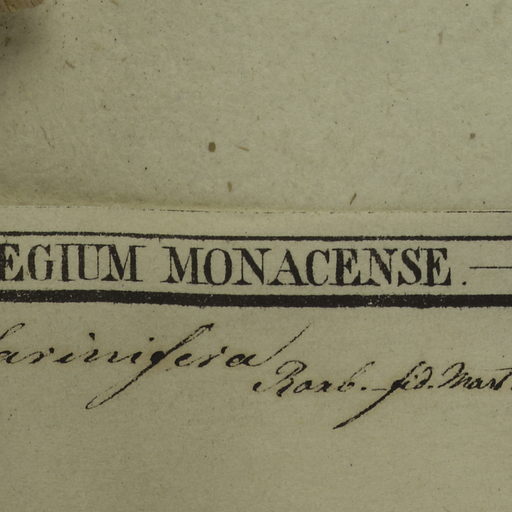 EGIUM MONACENSE.
farinifera Roxb. fid. Mart